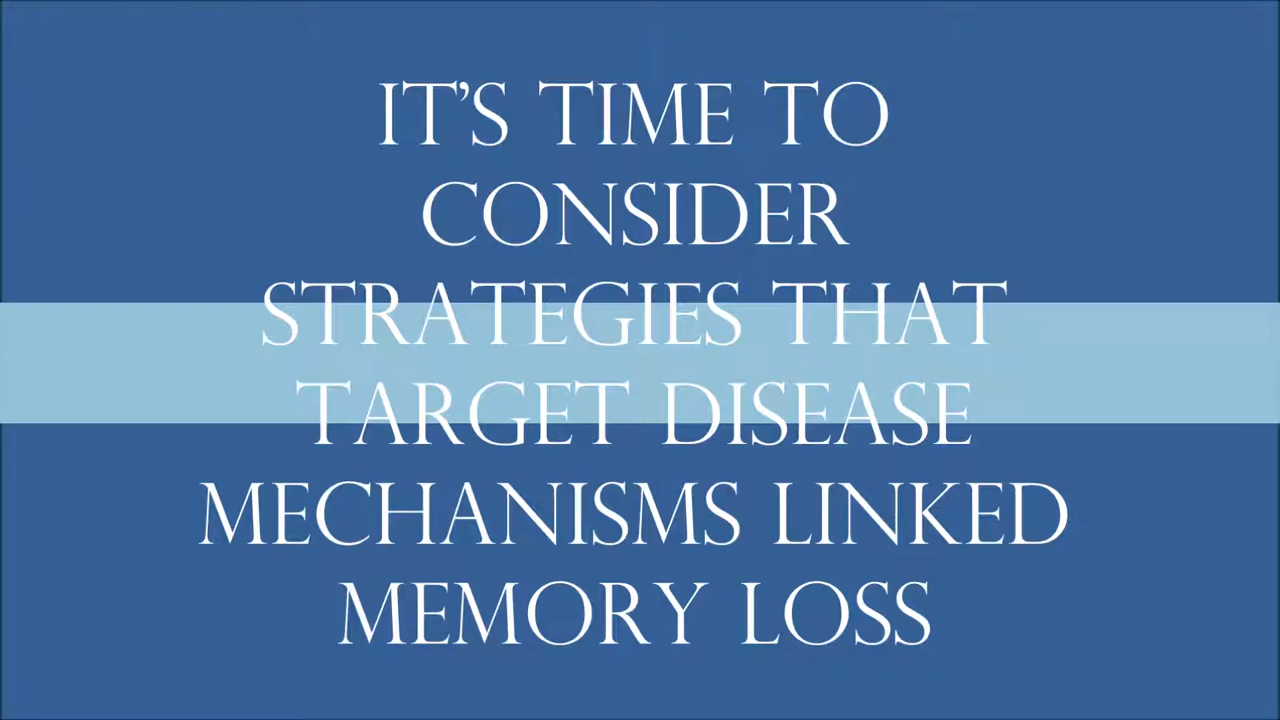 IT'S TIME TO
CONSIDER
STRATEGIES THAT
TARGET DISEASE
MECHANISMS LINKED
MEMORY LOSS